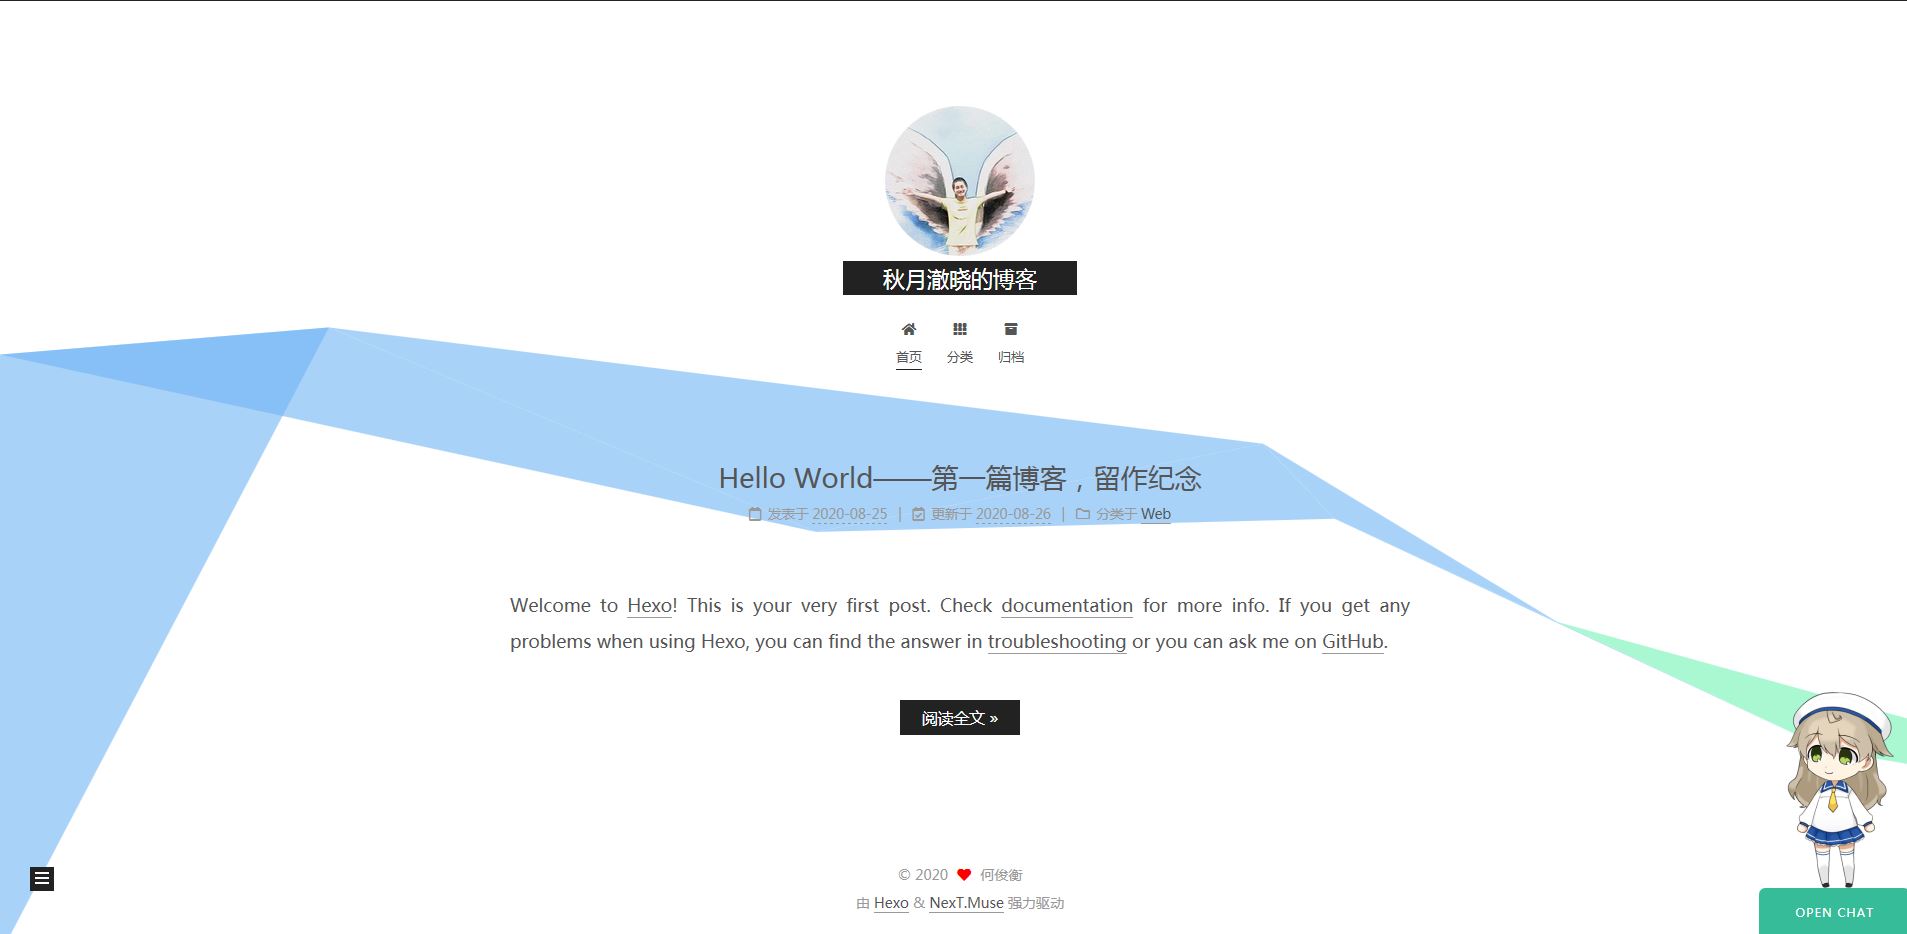 秋月澈晓的博客
首页 分类 归档
Hello World——第一篇博客，留作纪念
发表于 2020-08-25 | 更新于 2020-08-26 | 分类于 Web
Welcome to Hexo! This is your very first post. Check documentation for more info. If you get any
problems when using Hexo, you can find the answer in troubleshooting or you can ask me on GitHub.
阅读全文 »
© 2020 何俊衡
由 Hexo & NexT.Muse 强力驱动
OPEN CHAT